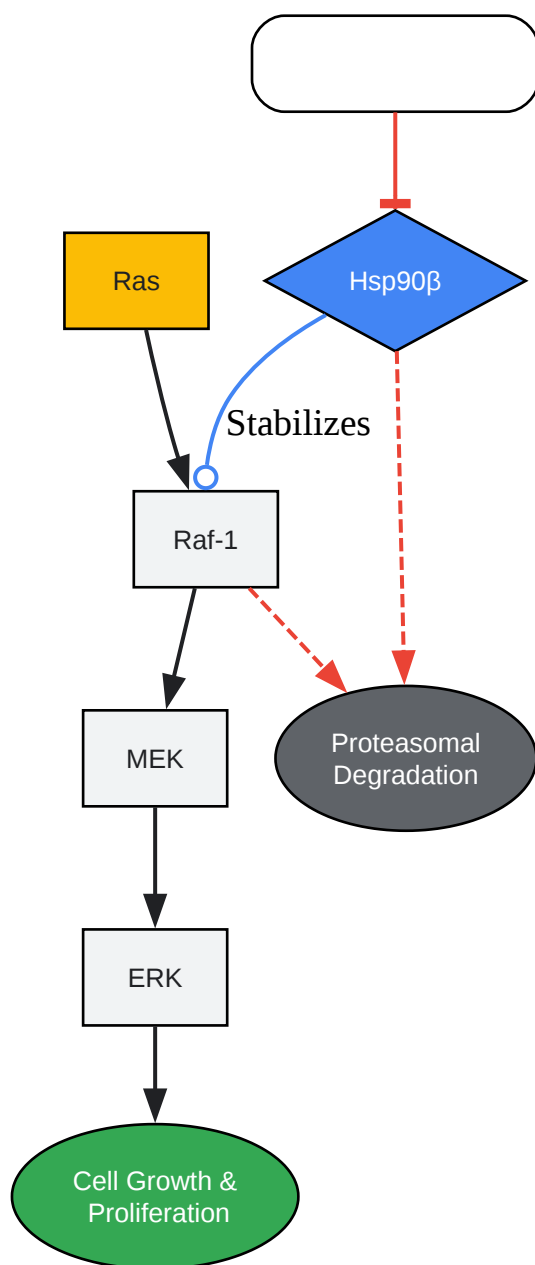 Hsp90β
Ras
Stabilizes
Raf-1
MEK
Proteasomal
Degradation
ERK
Cell Growth &
Proliferation